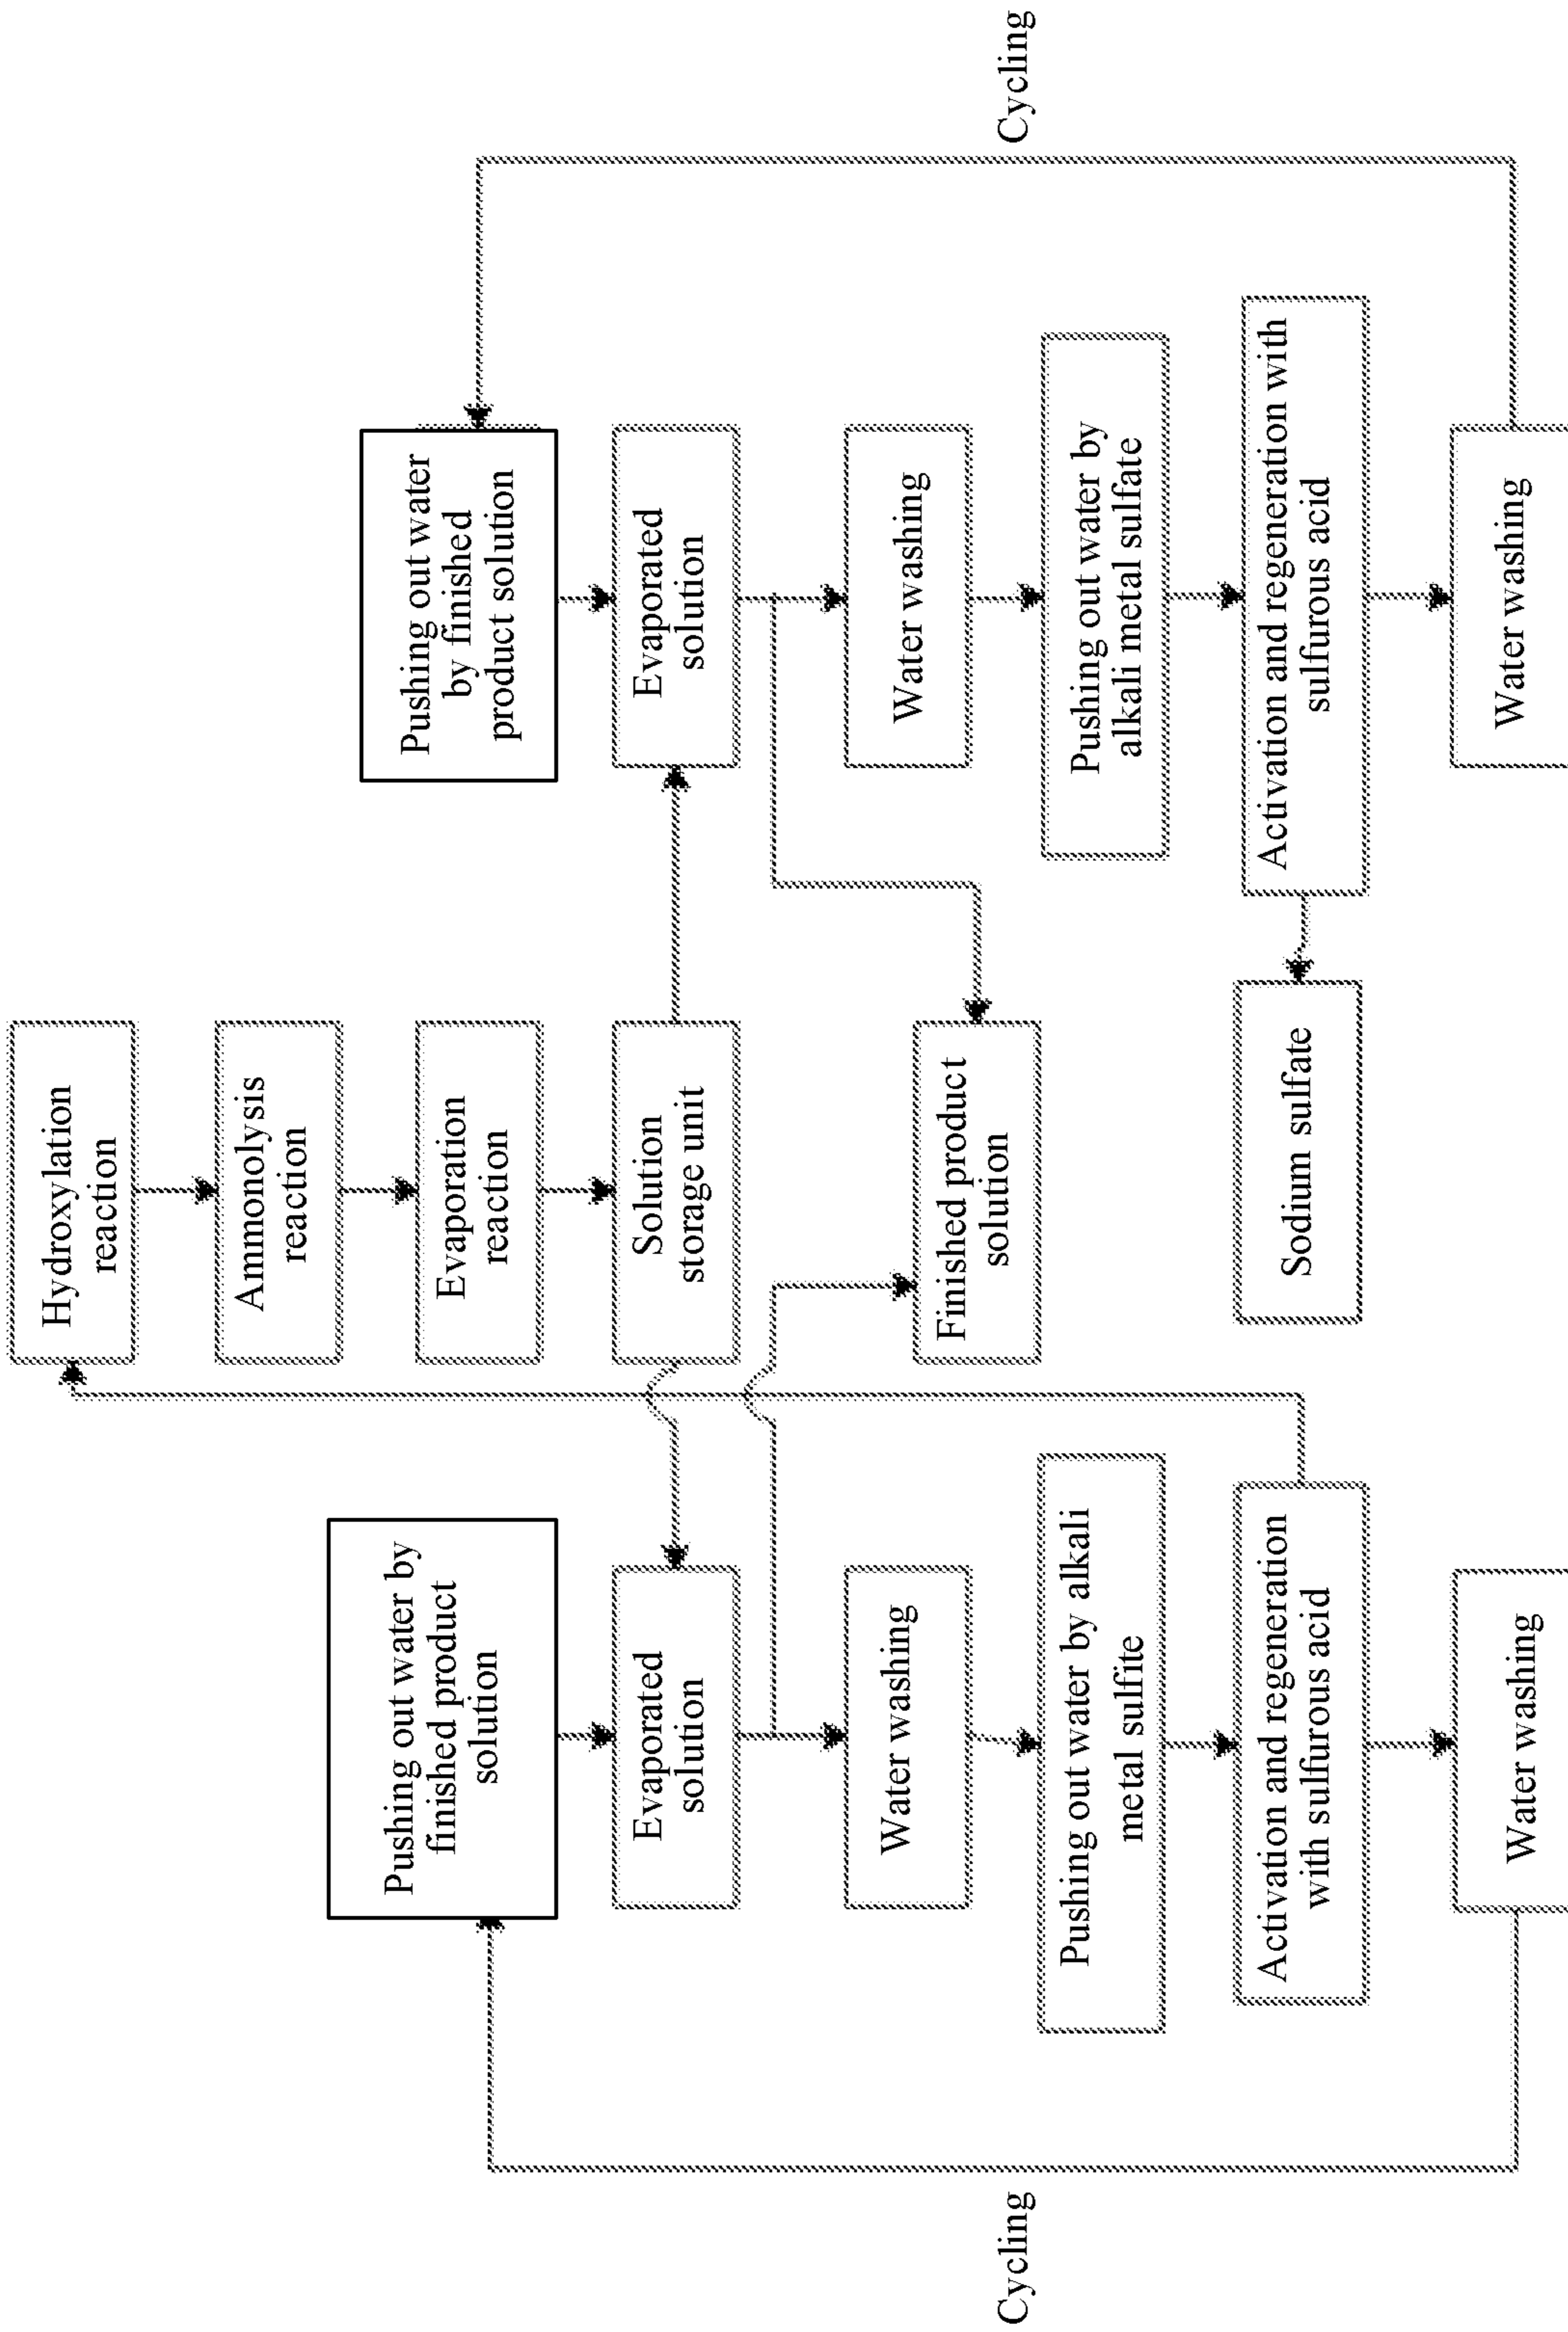 Hydroxylation
reaction
Ammonolysis
reaction
Evaporation
reaction
Solution
storage unit
Finished product
solution
Sodium sulfate
Pushing out water by
finished product
solution
Evaporated
solution
Water washing
Pushing out water by alkali
metal sulfite
Activation and regeneration
with sulfurous acid
Water washing
Cycling
Pushing out water
by finished
product solution
Evaporated
solution
Water washing
Pushing out water by
alkali metal sulfate
Activation and regeneration with
sulfurous acid
Water washing
Cycling